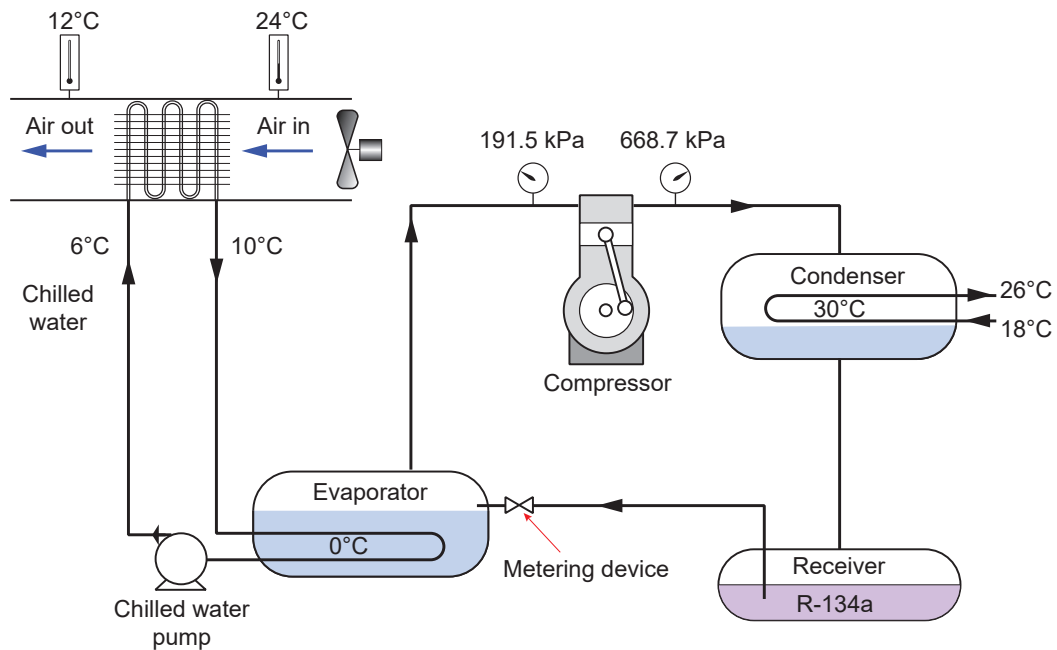 12°C
24°C
Air out
Air in
191.5 kPa
668.7 kPa
6°C
10°C
Chilled
water
Condenser
30°C
26°C
18°C
Compressor
Evaporator
0°C
Metering device
Receiver
R-134a
Chilled water
pump